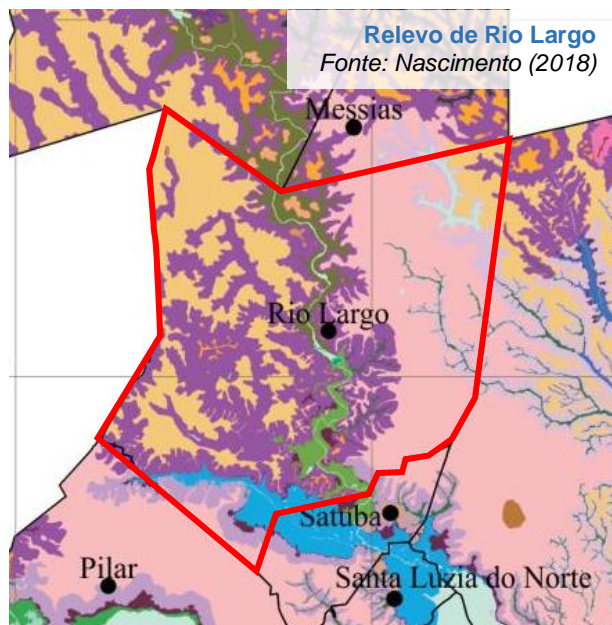 Relevo de Rio Largo
Fonte: Nascimento (2018)
Messias
Rio Largo
Satuba
Pilar
Santa Luzia do Norte